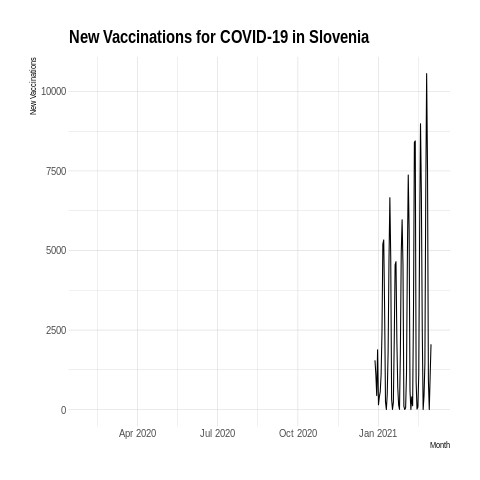 New Vaccinations for COVID-19 in Slovenia
New Vaccinations
10000
7500
5000
2500
0
Apr 2020 Jul 2020 Oct 2020 Jan 2021
Month